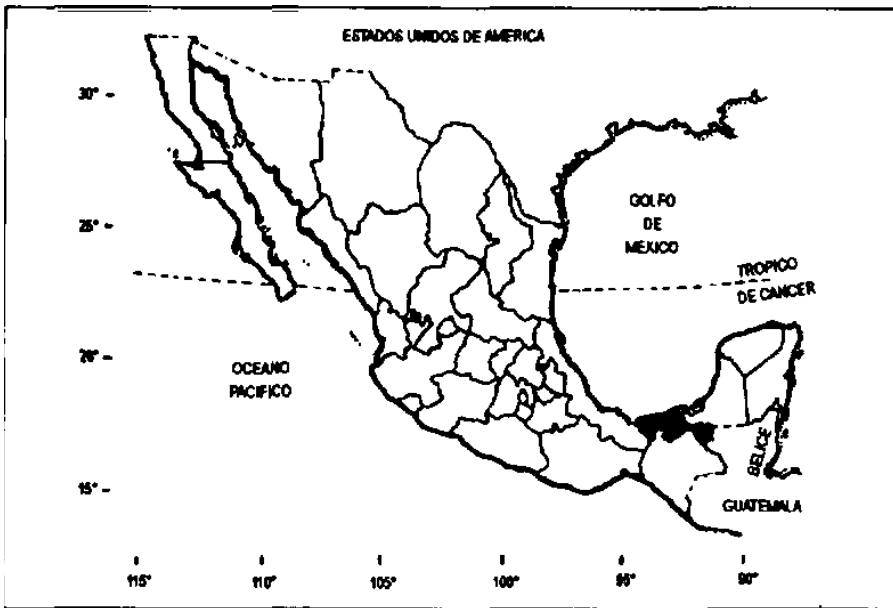 ESTADOS UNIDOS DE AMERICA
30°
GOLFO
DE
MEXICO
25°
TROPICO
DE CANCER
20°
OCEANO
PACIFICO
BELICE
15°
GUATEMALA
115°
110°
105°
100°
95°
90°